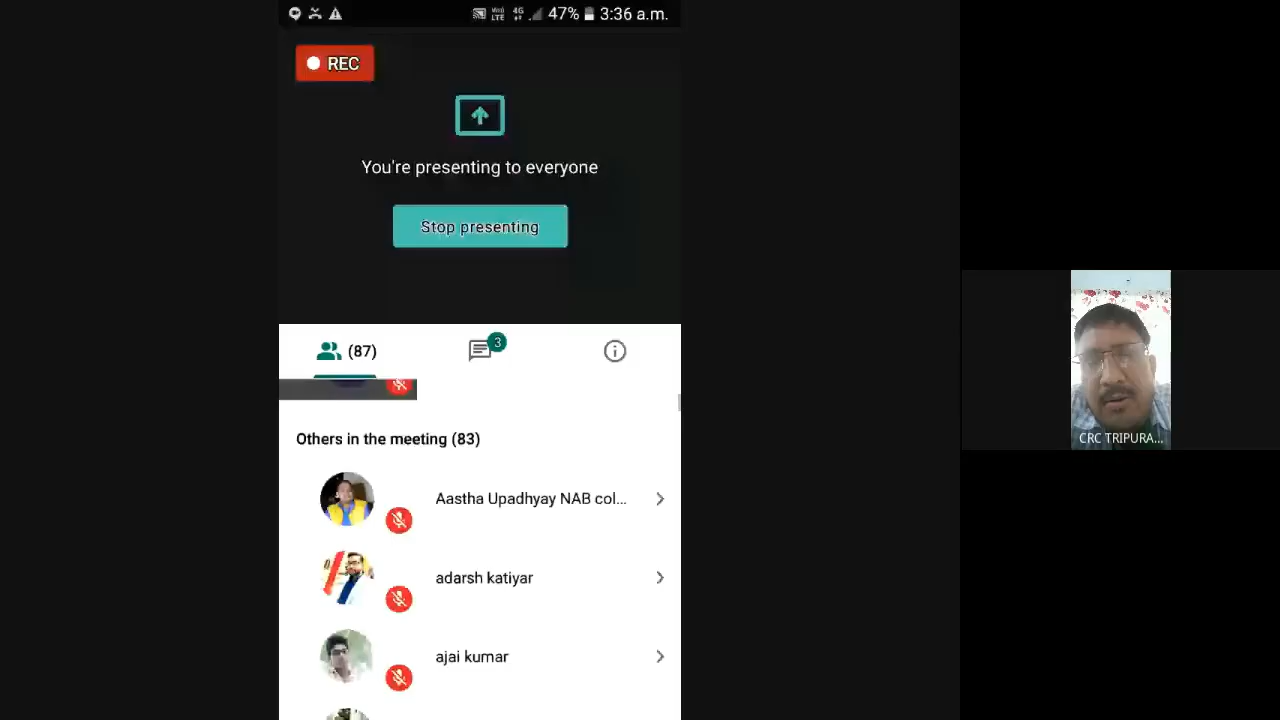 47% 3:36 a.m.
REC
You're presenting to everyone
Stop presenting
(87)
3
Others in the meeting (83)
Aastha Upadhyay NAB col...
adarsh katiyar
ajai kumar
CRC TRIPURA...